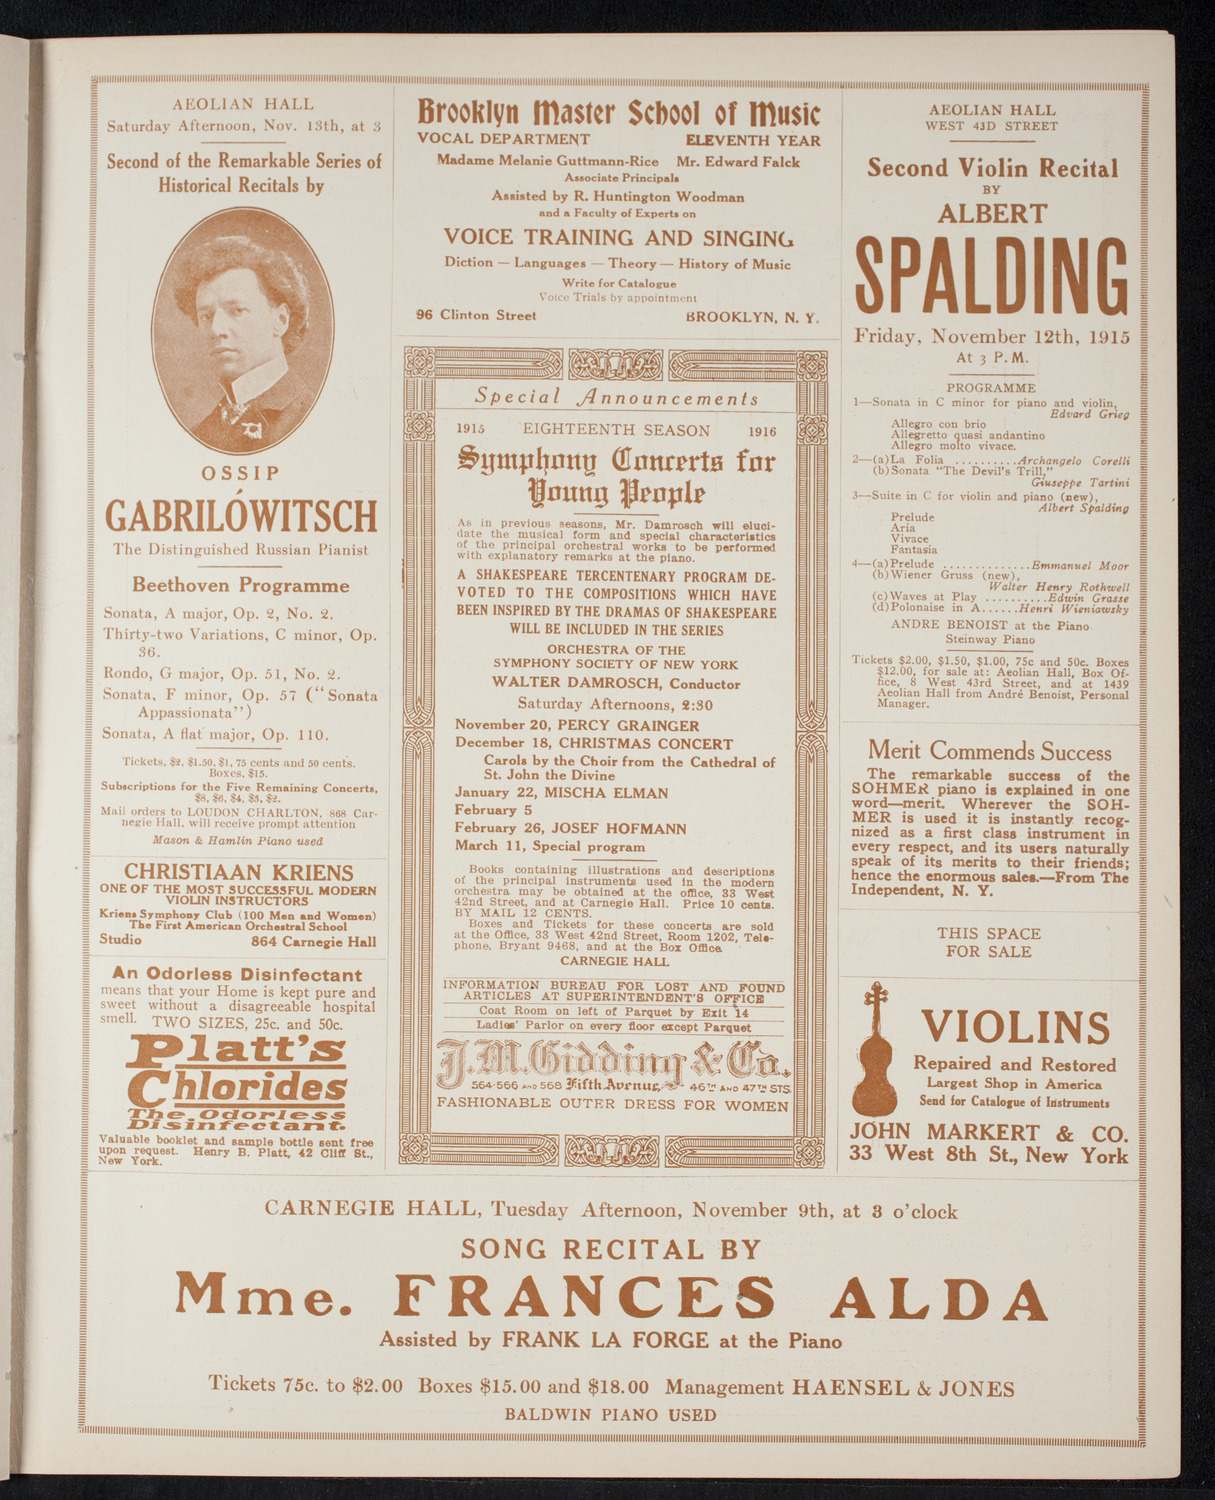 AEOLIAN HALL
Saturday Afternoon, Nov. 13th, at 3
Second of the Remarkable Series of
Historical Recitals by
OSSIP
GABRILÓWITSCH
The Distinguished Russian Pianist
Beethoven Programme
Sonata, A major, Op. 2, No. 2.
Thirty-two Variations, C minor, Op.
36.
Rondo, G major, Op. 51, No. 2.
Sonata, F minor, Op. 57 ("Sonata
Appassionata")
Sonata, A flat major, Op. 110.
Tickets, $2, $1.50, $1, 75 cents and 50 cents.
Boxes, $15.
Subscriptions for the Five Remaining Concerts,
$8, $6, $4, $3, $2.
Mail orders to LOUDON CHARLTON, 868 Car-
negie Hall, will receive prompt attention
Mason & Hamlin Piano used
CHRISTIAAN KRIENS
ONE OF THE MOST SUCCESSFUL MODERN
VIOLIN INSTRUCTORS
Kriens Symphony Club (100 Men and Women)
The First American Orchestral School
Studio 864 Carnegie Hall
An Odorless Disinfectant
means that your Home is kept pure and
sweet without a disagreeable hospital
smell. TWO SIZES, 25c. and 50c.
Platt's
Chlorides
The Odorless
Disinfectant.
Valuable booklet and sample bottle sent free
upon request. Henry B. Platt, 42 Cliff St.,
New York.
Brooklyn Master School of Music
VOCAL DEPARTMENT ELEVENTH YEAR
Madame Melanie Guttmann-Rice Mr. Edward Falck
Associate Principals
Assisted by R. Huntington Woodman
and a Faculty of Experts on
VOICE TRAINING AND SINGING
Diction — Languages — Theory — History of Music
Write for Catalogue
Voice Trials by appointment
96 Clinton Street BROOKLYN, N. Y.
Special Announcements
1915 EIGHTEENTH SEASON 1916
Symphony Concerts for
Young People
As in previous seasons, Mr. Damrosch will eluci-
date the musical form and special characteristics
of the principal orchestral works to be performed
with explanatory remarks at the piano.
A SHAKESPEARE TERCENTENARY PROGRAM DE-
VOTED TO THE COMPOSITIONS WHICH HAVE
BEEN INSPIRED BY THE DRAMAS OF SHAKESPEARE
WILL BE INCLUDED IN THE SERIES
ORCHESTRA OF THE
SYMPHONY SOCIETY OF NEW YORK
WALTER DAMROSCH, Conductor
Saturday Afternoons, 2:30
November 20, PERCY GRAINGER
December 18, CHRISTMAS CONCERT
Carols by the Choir from the Cathedral of
St. John the Divine
January 22, MISCHA ELMAN
February 5
February 26, JOSEF HOFMANN
March 11, Special program
Books containing illustrations and descriptions
of the principal instruments used in the modern
orchestra may be obtained at the office, 33 West
42nd Street, and at Carnegie Hall. Price 10 cents.
BY MAIL 12 CENTS.
Boxes and Tickets for these concerts are sold
at the Office, 33 West 42nd Street, Room 1202, Tele-
phone, Bryant 9468, and at the Box Office
CARNEGIE HALL
INFORMATION BUREAU FOR LOST AND FOUND
ARTICLES AT SUPERINTENDENT'S OFFICE
Coat Room on left of Parquet by Exit 14
Ladies' Parlor on every floor except Parquet
J. M. Gidding & Co.
564-566 AND 568 Fifth Avenue, 46TH AND 47TH STS.
FASHIONABLE OUTER DRESS FOR WOMEN
AEOLIAN HALL
WEST 43D STREET
Second Violin Recital
BY
ALBERT
SPALDING
Friday, November 12th, 1915
At 3 P.M.
PROGRAMME
1—Sonata in C minor for piano and violin,
Edvard Grieg
Allegro con brio
Allegretto quasi andantino
Allegro molto vivace.
2—(a)La Folia ..........Archangelo Corelli
(b)Sonata "The Devil's Trill,"
Giuseppe Tartini
3—Suite in C for violin and piano (new),
Albert Spalding
Prelude
Aria
Vivace
Fantasia
4—(a)Prelude ..............Emmanuel Moor
(b)Wiener Gruss (new),
Walter Henry Rothwell
(c)Waves at Play ..........Edwin Grasse
(d)Polonaise in A......Henri Wieniawsky
ANDRE BENOIST at the Piano
Steinway Piano
Tickets $2.00, $1.50, $1.00, 75c and 50c. Boxes
$12.00, for sale at: Aeolian Hall, Box Of-
fice, 8 West 43rd Street, and at 1439
Aeolian Hall from André Benoist, Personal
Manager.
Merit Commends Success
The remarkable success of the
SOHMER piano is explained in one
word—merit. Wherever the SOH-
MER is used it is instantly recog-
nized as a first class instrument in
every respect, and its users naturally
speak of its merits to their friends;
hence the enormous sales.—From The
Independent, N. Y.
THIS SPACE
FOR SALE
VIOLINS
Repaired and Restored
Largest Shop in America
Send for Catalogue of Instruments
JOHN MARKERT & CO.
33 West 8th St., New York
CARNEGIE HALL, Tuesday Afternoon, November 9th, at 3 o'clock
SONG RECITAL BY
Mme. FRANCES ALDA
Assisted by FRANK LA FORGE at the Piano
Tickets 75c. to $2.00 Boxes $15.00 and $18.00 Management HAENSEL & JONES
BALDWIN PIANO USED